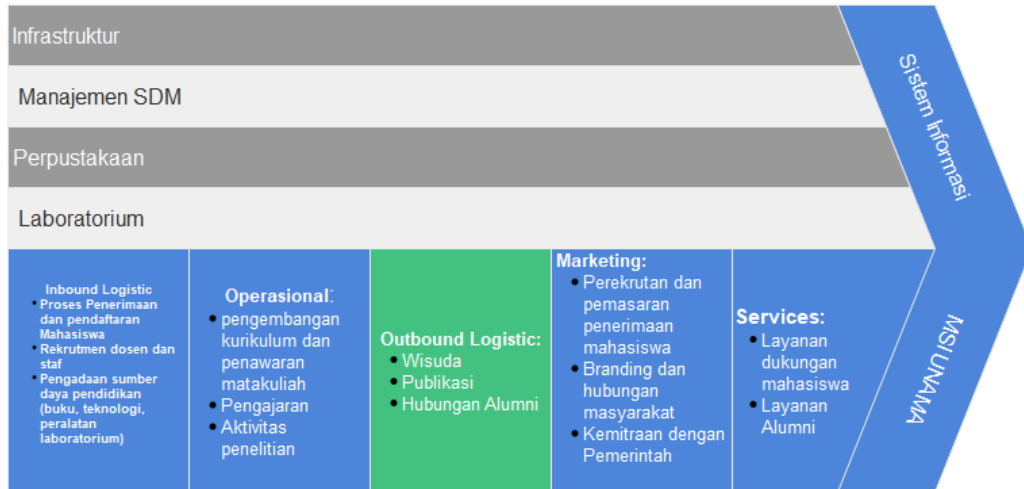 Infrastruktur
Manajemen SDM
Perpustakaan
Laboratorium
Sistem Informasi
MSI UNAMA
Inbound Logistic
• Proses Penerimaan
dan pendaftaran
Mahasiswa
• Rekrutmen dosen dan
staf
• Pengadaan sumber
daya pendidikan
(buku, teknologi,
peralatan
laboratorium)
Operasional:
• pengembangan
kurikulum dan
penawaran
matakuliah
• Pengajaran
• Aktivitas
penelitian
Outbound Logistic:
• Wisuda
• Publikasi
• Hubungan Alumni
Marketing:
• Perekrutan dan
pemasaran
penerimaan
mahasiswa
• Branding dan
hubungan
masyarakat
• Kemitraan dengan
Pemerintah
Services:
• Layanan
dukungan
mahasiswa
• Layanan
Alumni